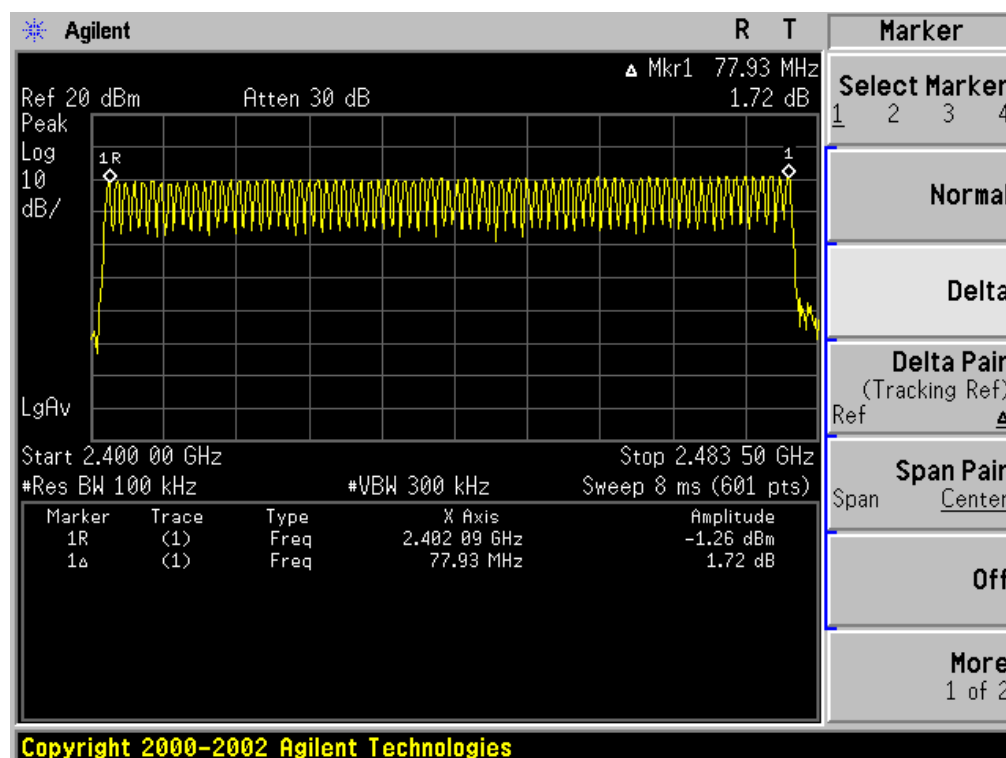 Agilent R T
Marker
Δ Mkr1 77.93 MHz
Ref 20 dBm Atten 30 dB 1.72 dB
Peak
Log
10
dB/
1R
1
LgAv
Start 2.400 00 GHz Stop 2.483 50 GHz
#Res BW 100 kHz #VBW 300 kHz Sweep 8 ms (601 pts)
Marker Trace Type X Axis Amplitude
1R (1) Freq 2.402 09 GHz -1.26 dBm
1Δ (1) Freq 77.93 MHz 1.72 dB
Select Marker
1 2 3 4
Normal
Delta
Delta Pair
(Tracking Ref)
Ref Δ
Span Pair
Span Center
Off
More
1 of 2
Copyright 2000-2002 Agilent Technologies